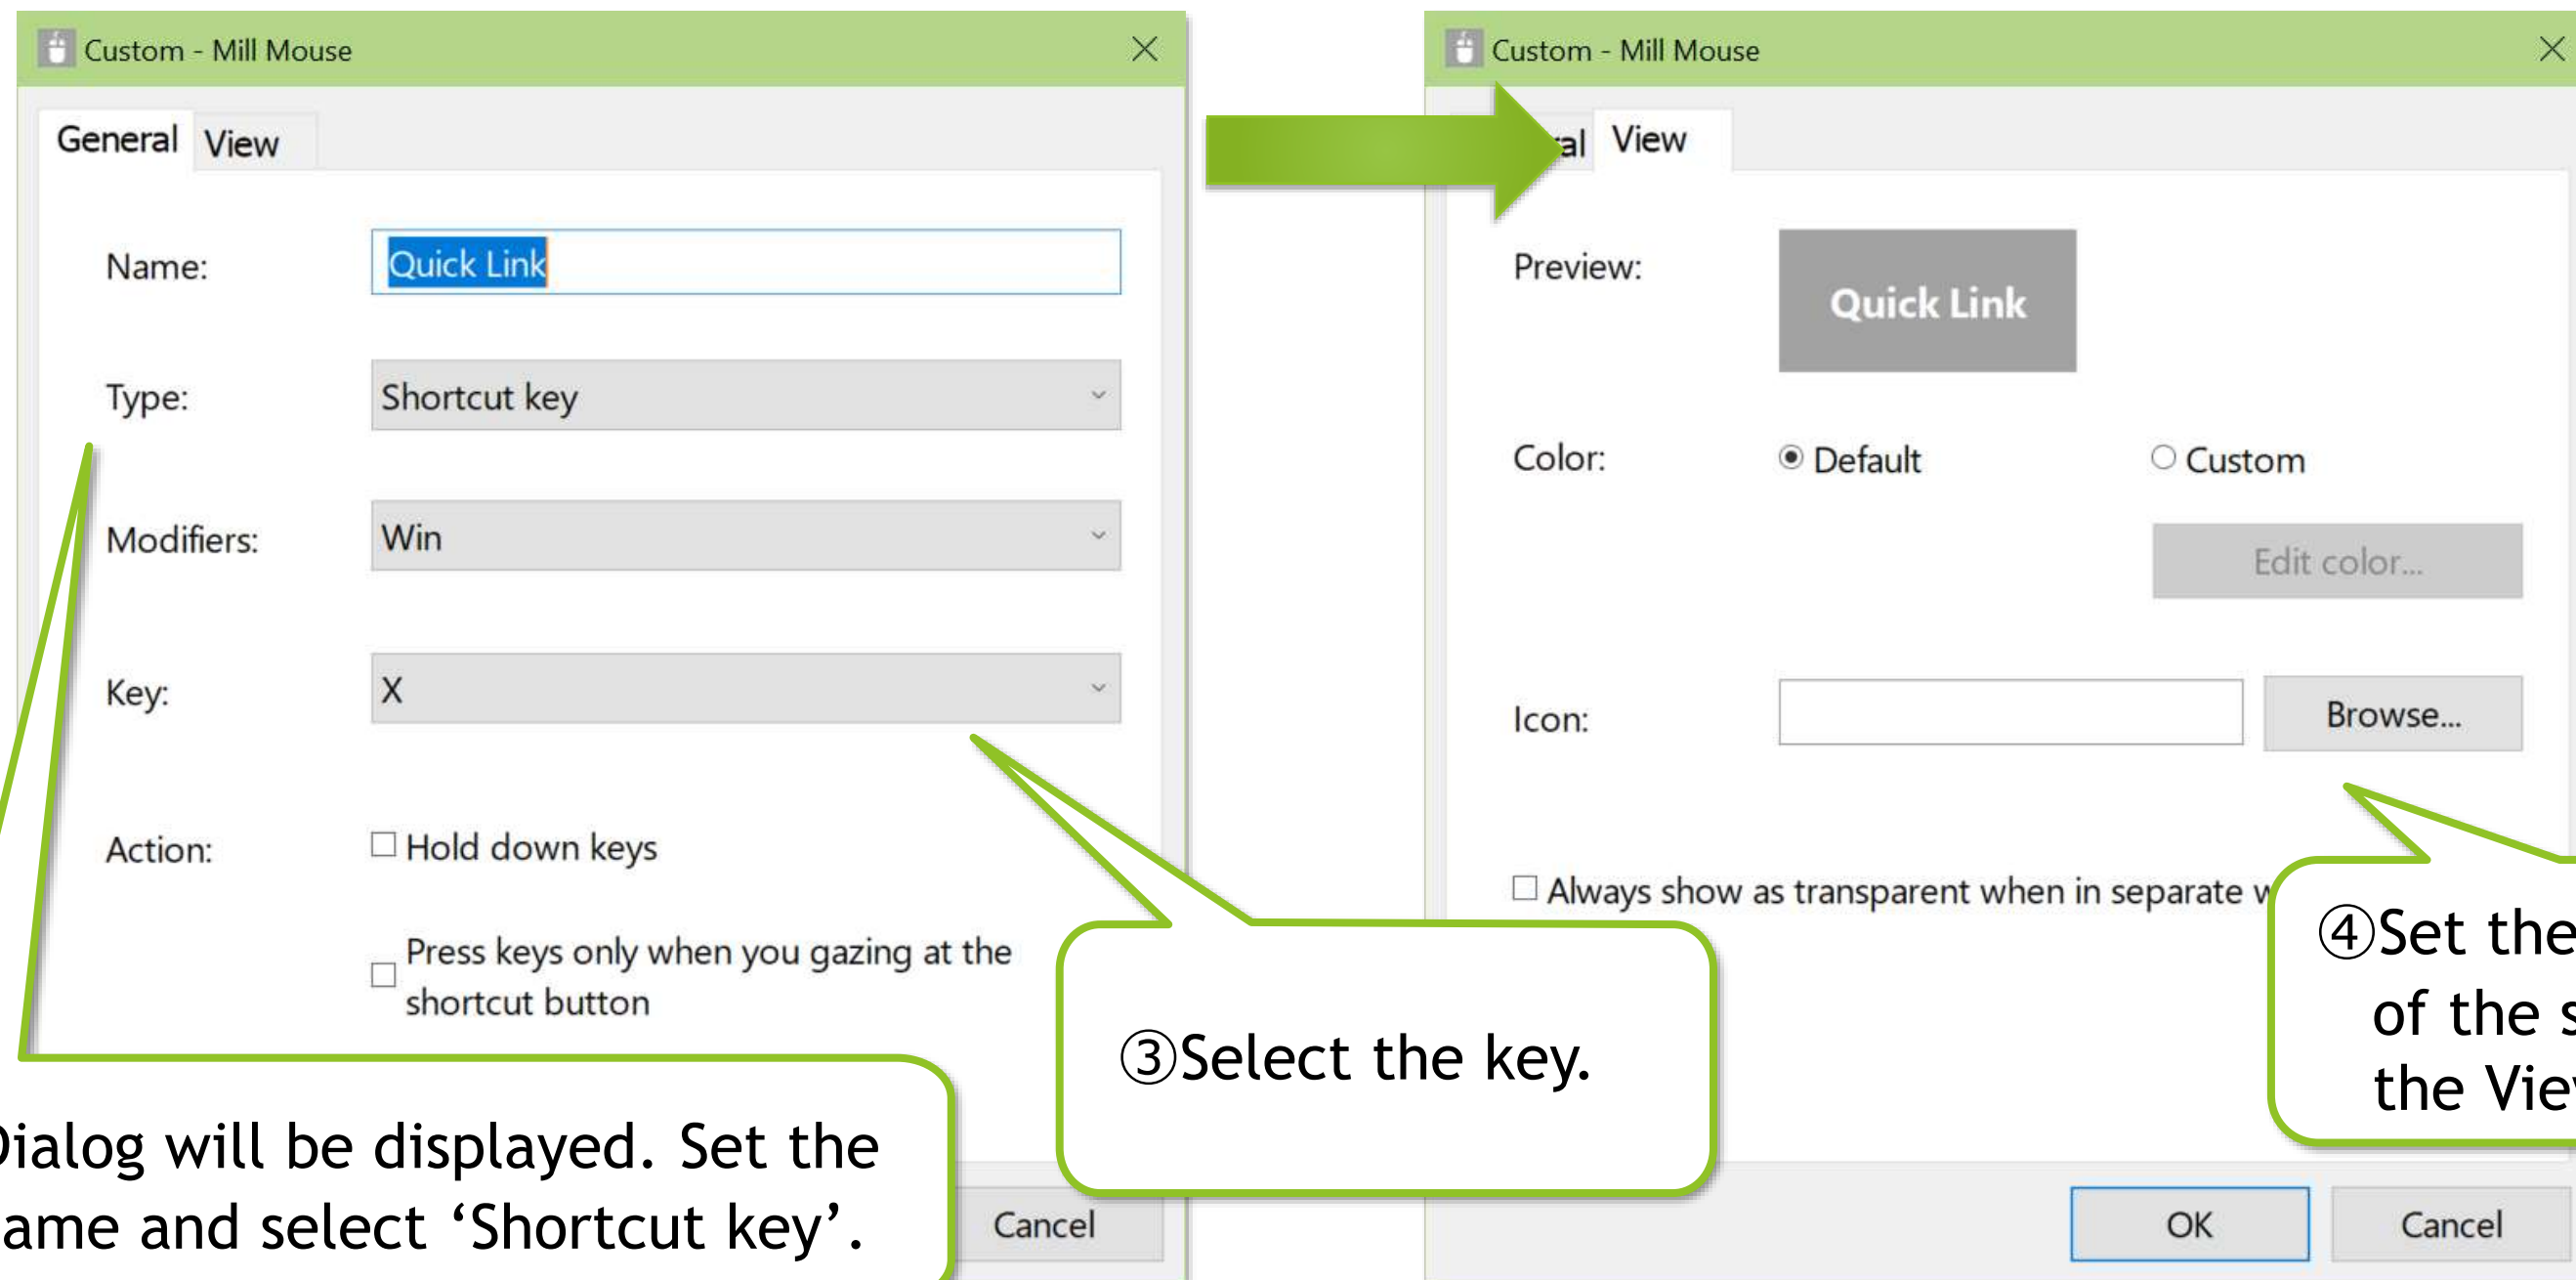 Custom - Mill Mouse
General View
Name: Quick Link
Type: Shortcut key
Modifiers: Win
Key: X
Action: Hold down keys
Press keys only when you gazing at the
shortcut button
Cancel
Dialog will be displayed. Set the
and select ‘Shortcut key’.
③Select the key.
Custom - Mill Mouse
View
Preview: Quick Link
Color: Default Custom
Edit color...
Icon: Browse...
Always show as transparent when in separate
④Set the
of the
the
OK Cancel